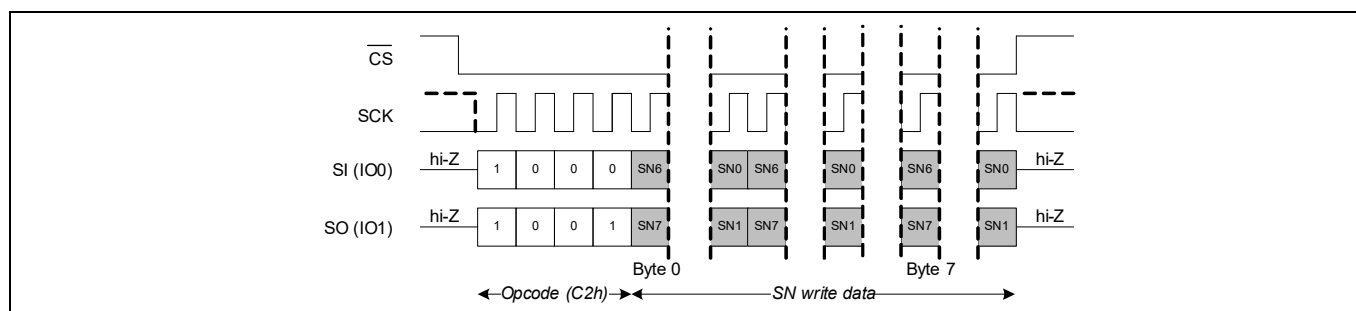 CS
SCK
SI (IO0) hi-Z 1 0 0 0 SN6 SN0 SN6 SN0 SN6 SN0 hi-Z
SO (IO1) hi-Z 1 0 0 1 SN7 SN1 SN7 SN1 SN7 SN1 hi-Z
Byte 0 Byte 7
Opcode (C2h) SN write data